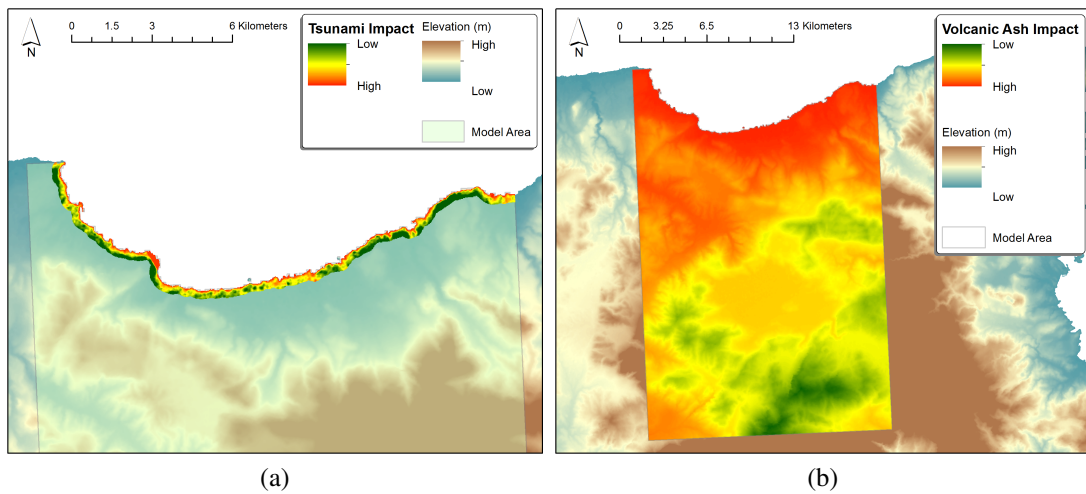 0 1.5 3 6 Kilometers
N
Tsunami Impact
Low
High
Elevation (m)
High
Low
Model Area
(a)
0 3.25 6.5 13 Kilometers
N
Volcanic Ash Impact
Low
High
Elevation (m)
High
Low
Model Area
(b)